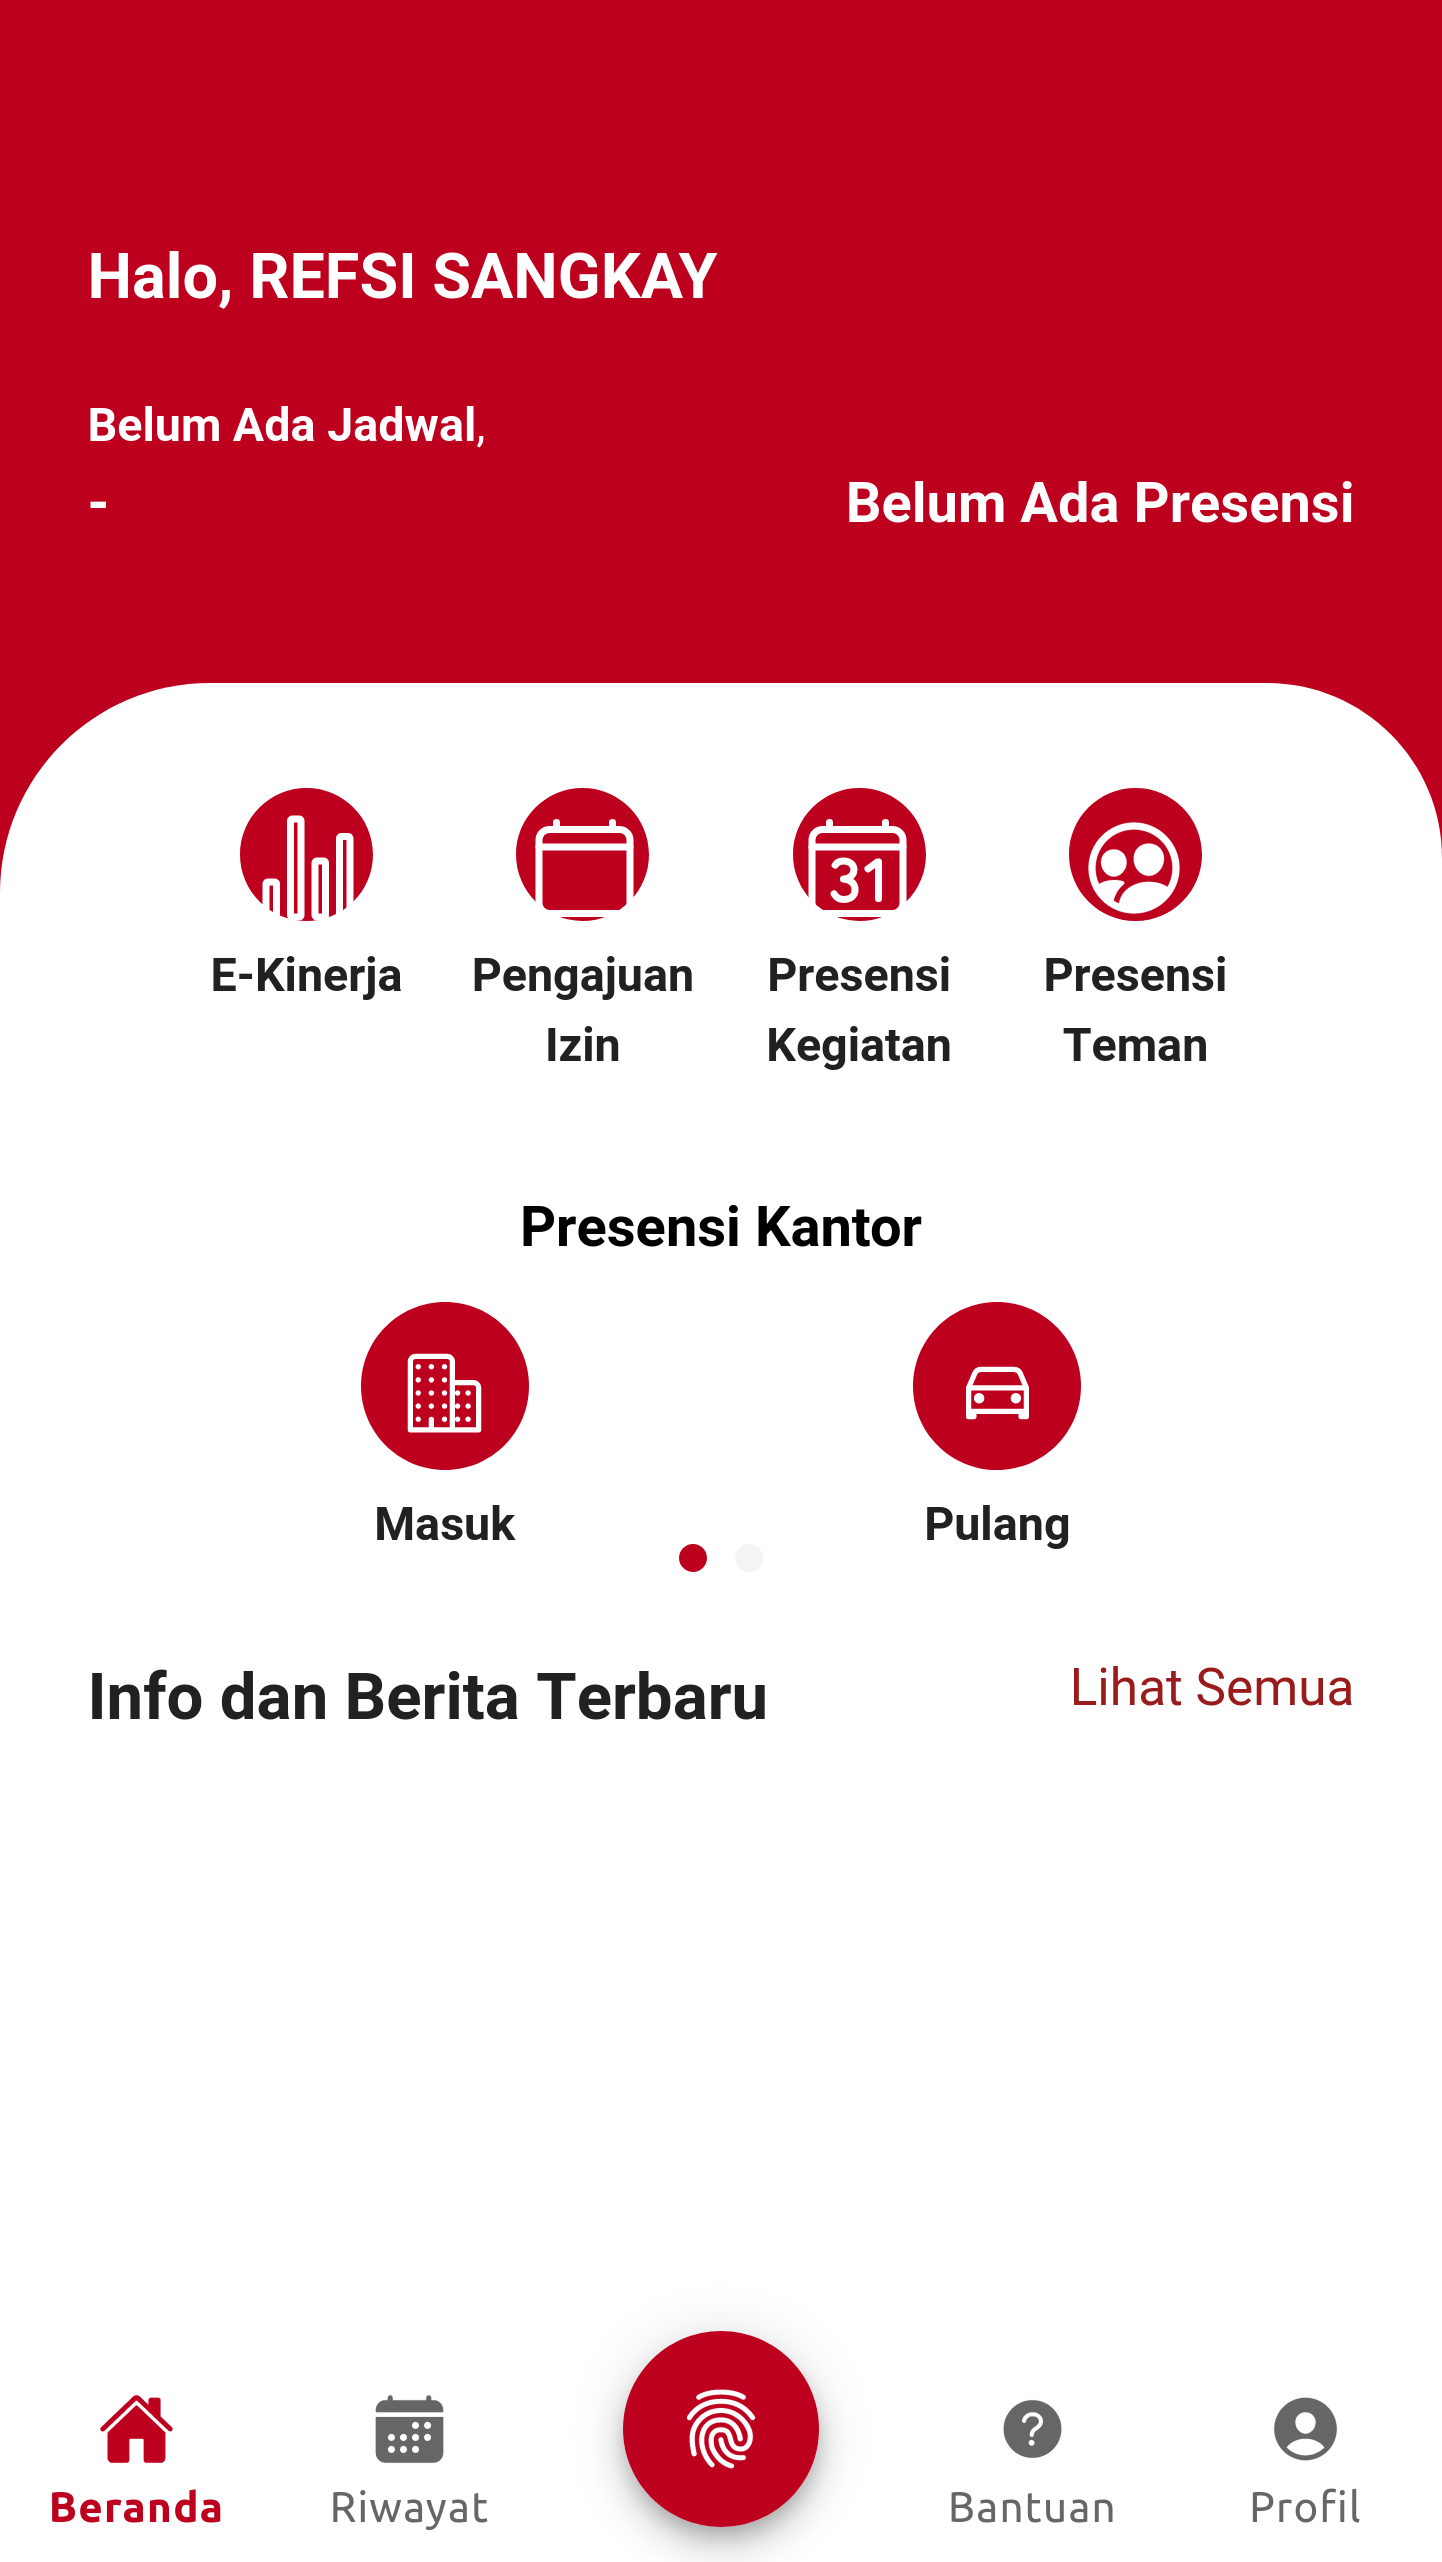 Halo, REFSI SANGKAY
Belum Ada Jadwal,
-
Belum Ada Presensi
E-Kinerja
Pengajuan
Izin
31
Presensi
Kegiatan
Presensi
Teman
Presensi Kantor
Masuk
Pulang
Info dan Berita Terbaru
Lihat Semua
Beranda
Riwayat
Bantuan
Profil